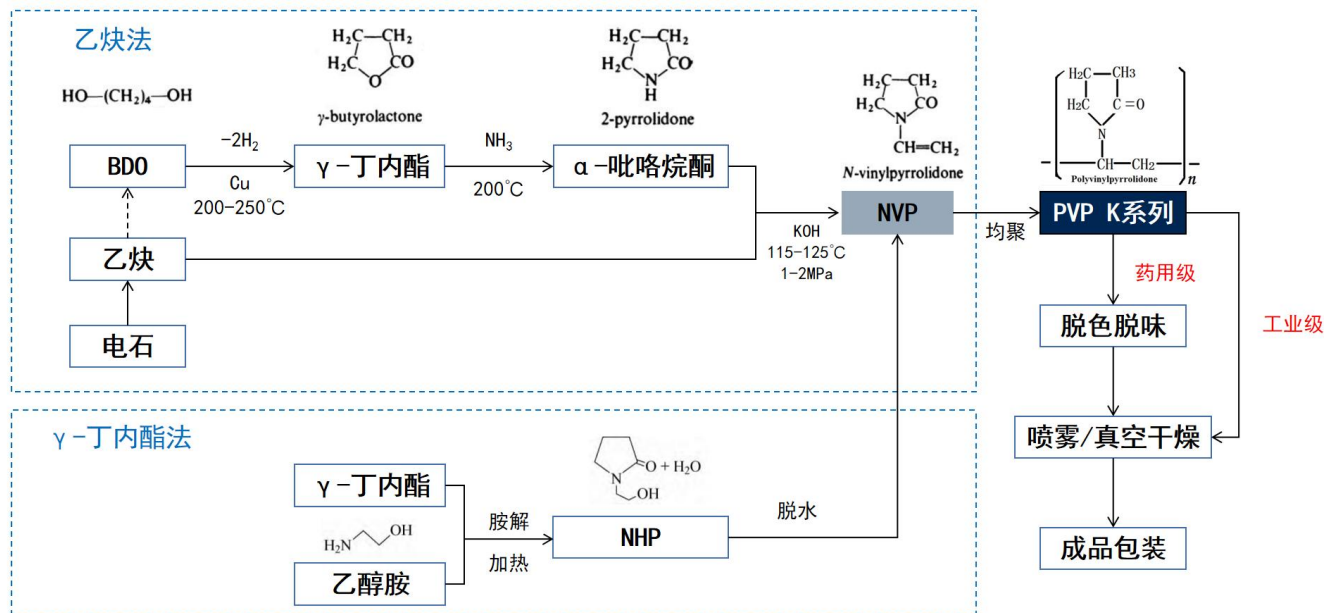 乙炔法
HO—(CH₂)₄—OH
H₂C—CH₂
H₂C CO
O
γ-butyrolactone
H₂C—CH₂
H₂C CO
N
H
2-pyrrolidone
H₂C—CH₂
H₂C CO
N
CH=CH₂
N-vinylpyrrolidone
H₂C—CH3
H₂C C=O
N
CH—CH₂
Polyvinylpyrrolidone
n
BDO
-2H₂
Cu
200-250℃
γ-丁内酯
NH₃
200℃
α-吡咯烷酮
KOH
115-125℃
1-2MPa
NVP
均聚
PVP K系列
乙炔
电石
药用级
工业级
脱色脱味
喷雾/真空干燥
成品包装
γ-丁内酯法
γ-丁内酯
H₂N OH
乙醇胺
胺解
加热
N O + H₂O
OH
NHP
脱水